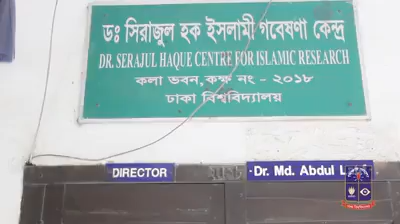 ডঃ সিরাজুল হক ইসলামী গবেষণা কেন্দ্র
DR. SERAJUL HAQUE CENTRE FOR ISLAMIC RESEARCH
কলা ভবন, কক্ষ নং - ২০১৮
ঢাকা বিশ্ববিদ্যালয়
DIRECTOR
Dr. Md. Abdul